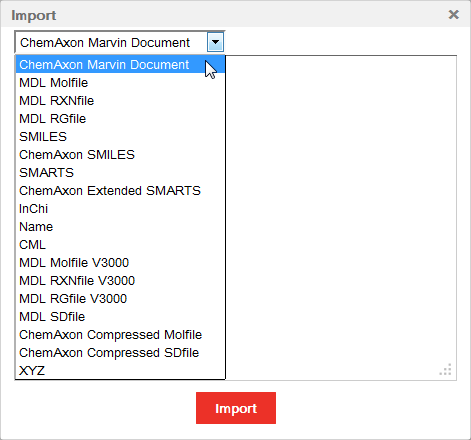 Import
ChemAxon Marvin Document
ChemAxon Marvin Document
MDL Molfile
MDL RXNfile
MDL RGfile
SMILES
ChemAxon SMILES
SMARTS
ChemAxon Extended SMARTS
InChi
Name
CML
MDL Molfile V3000
MDL RXNfile V3000
MDL RGfile V3000
MDL SDfile
ChemAxon Compressed Molfile
ChemAxon Compressed SDfile
XYZ
Import